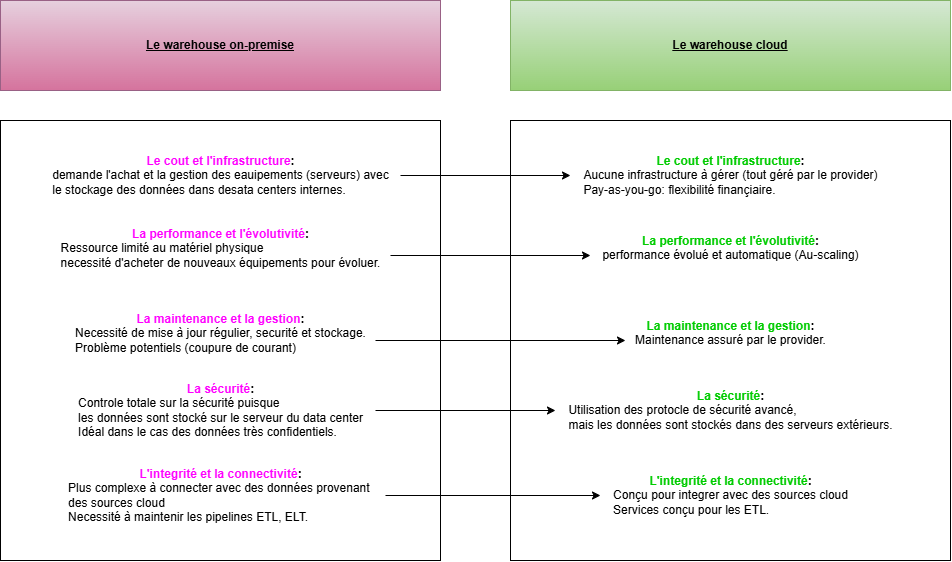 Le warehouse on-premise
Le warehouse cloud
Le cout et l'infrastructure:
demande l'achat et la gestion des eauipements (serveurs) avec
le stockage des données dans desata centers internes.
La performance et l'évolutivité:
Ressource limité au matériel physique
necessité d'acheter de nouveaux équipements pour évoluer.
La maintenance et la gestion:
Necessité de mise à jour régulier, securité et stockage.
Problème potentiels (coupure de courant)
La sécurité:
Controle totale sur la sécurité puisque
les données sont stocké sur le serveur du data center
Idéal dans le cas des données très confidentiels.
L'integrité et la connectivité:
Plus complexe à connecter avec des données provenant
des sources cloud
Necessité à maintenir les pipelines ETL, ELT.
Le cout et l'infrastructure:
Aucune infrastructure à gérer (tout géré par le provider)
Pay-as-you-go: flexibilité finançiaire.
La performance et l'évolutivité:
performance évolué et automatique (Au-scaling)
La maintenance et la gestion:
Maintenance assuré par le provider.
La sécurité:
Utilisation des protocle de sécurité avancé,
mais les données sont stockés dans des serveurs extérieurs.
L'integrité et la connectivité:
Conçu pour integrer avec des sources cloud
Services conçu pour les ETL.